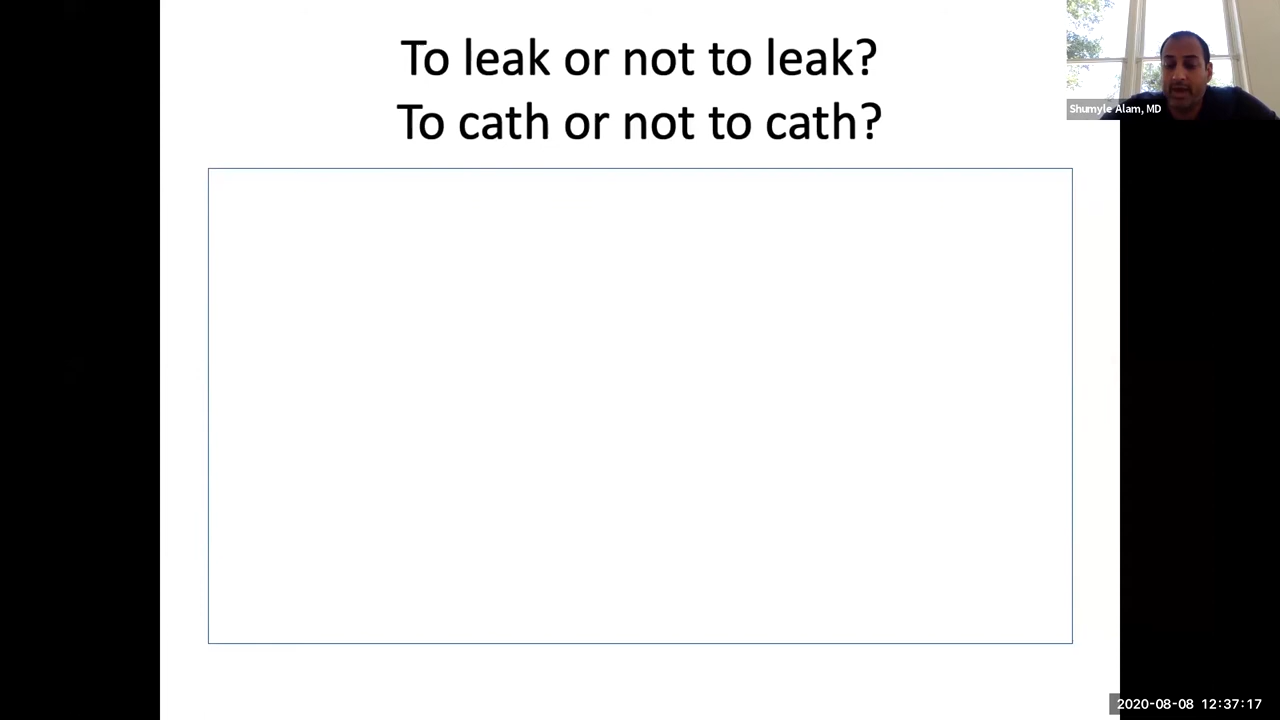 To leak or not to leak?
To cath or not to cath?
Shumyle Alam, MD
2020-08-08 12:37:17